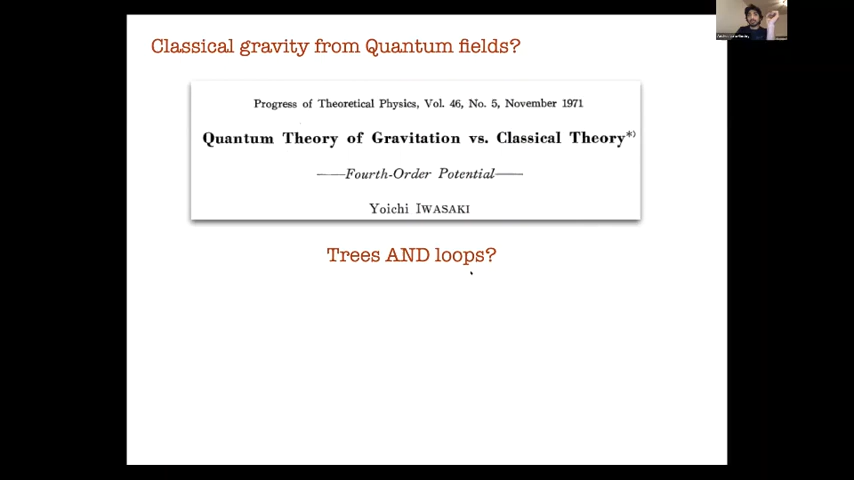 Classical gravity from Quantum fields?
Progress of Theoretical Physics, Vol. 46, No. 5, November 1971
Quantum Theory of Gravitation vs. Classical Theory*)
——Fourth-Order Potential——
Yoichi IWASAKI
Trees AND loops?